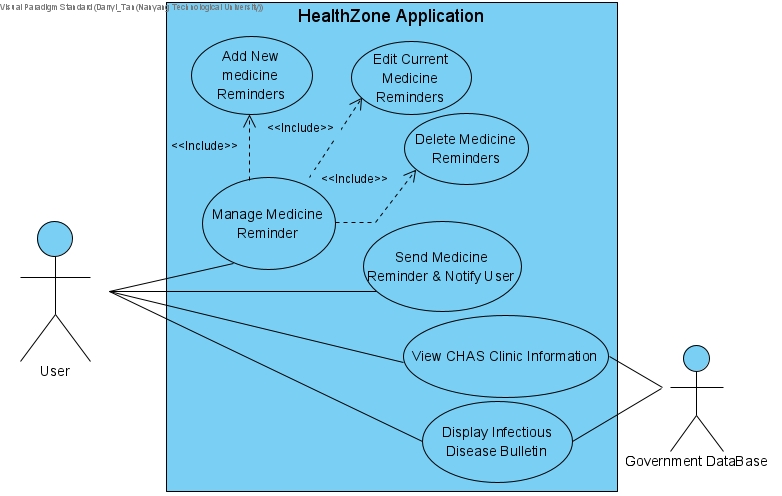 Visual Paradigm Standard (Darryl_Tan (Nanyang Technological University))
HealthZone Application
Add New
medicine
Reminders
Edit Current
Medicine
Reminders
<<Include>>
<<Include>>
Delete Medicine
Reminders
<<Include>>
Manage Medicine
Reminder
Send Medicine
Reminder & Notify User
View CHAS Clinic Information
User
Display Infectious
Disease Bulletin
Government DataBase